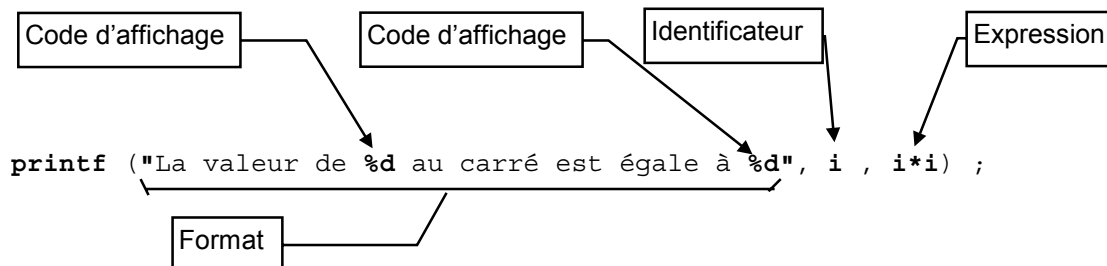 Code d'affichage
Code d'affichage
Identificateur
Expression
printf ("La valeur de %d au carré est égale à %d", i , i*i) ;
Format